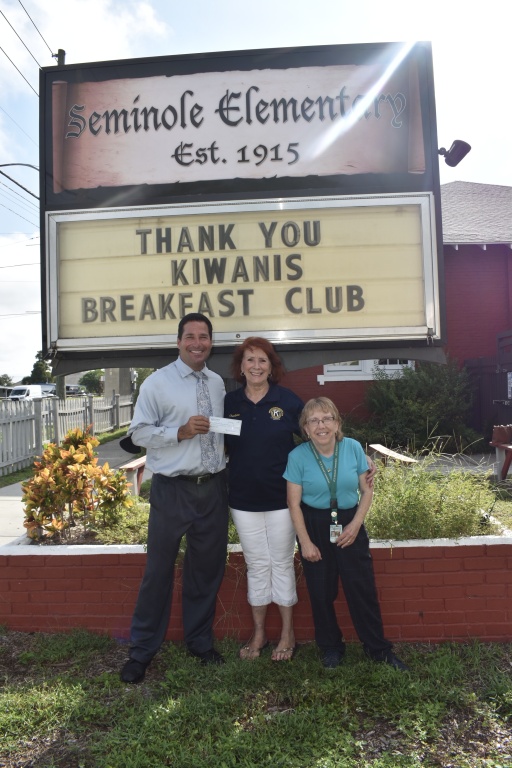 Seminole Elementary
Est. 1915
THANK YOU
KIWANIS
BREAKFAST CLUB